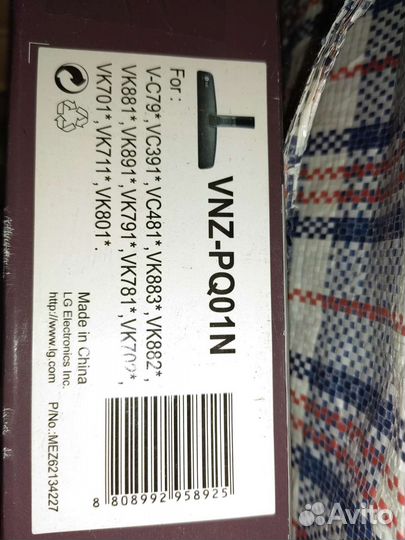 VNZ-PQ01N
For :
V-C79*,VC391*,VC481*,VK883*,VK882*,
VK881*,VK891*,VK791*,VK781*,VK702*,
VK701*,VK711*,VK801*.
Made in China
LG Electronics Inc.
http://www.lg.com
P/No.:MEZ62134227
8 808992 958925
Avito